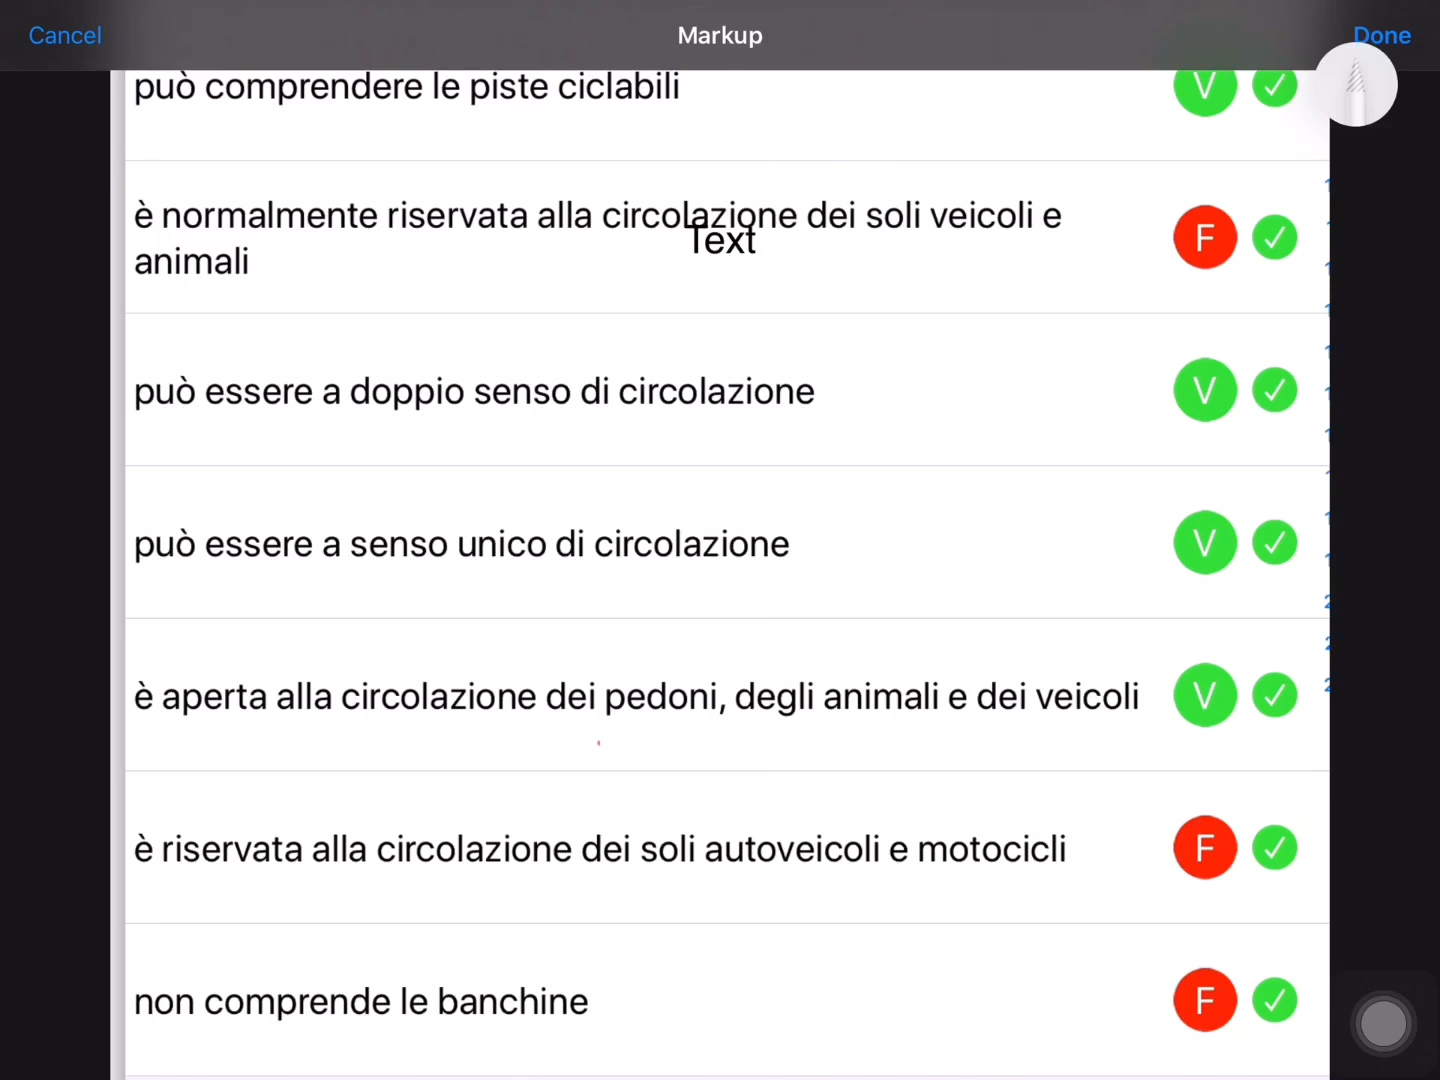 Cancel
Markup
Done
può comprendere le piste ciclabili
V
è normalmente riservata alla circolazione dei soli veicoli e
animali
Text
F
può essere a doppio senso di circolazione
V
può essere a senso unico di circolazione
V
è aperta alla circolazione dei pedoni, degli animali e dei veicoli
V
è riservata alla circolazione dei soli autoveicoli e motocicli
F
non comprende le banchine
F